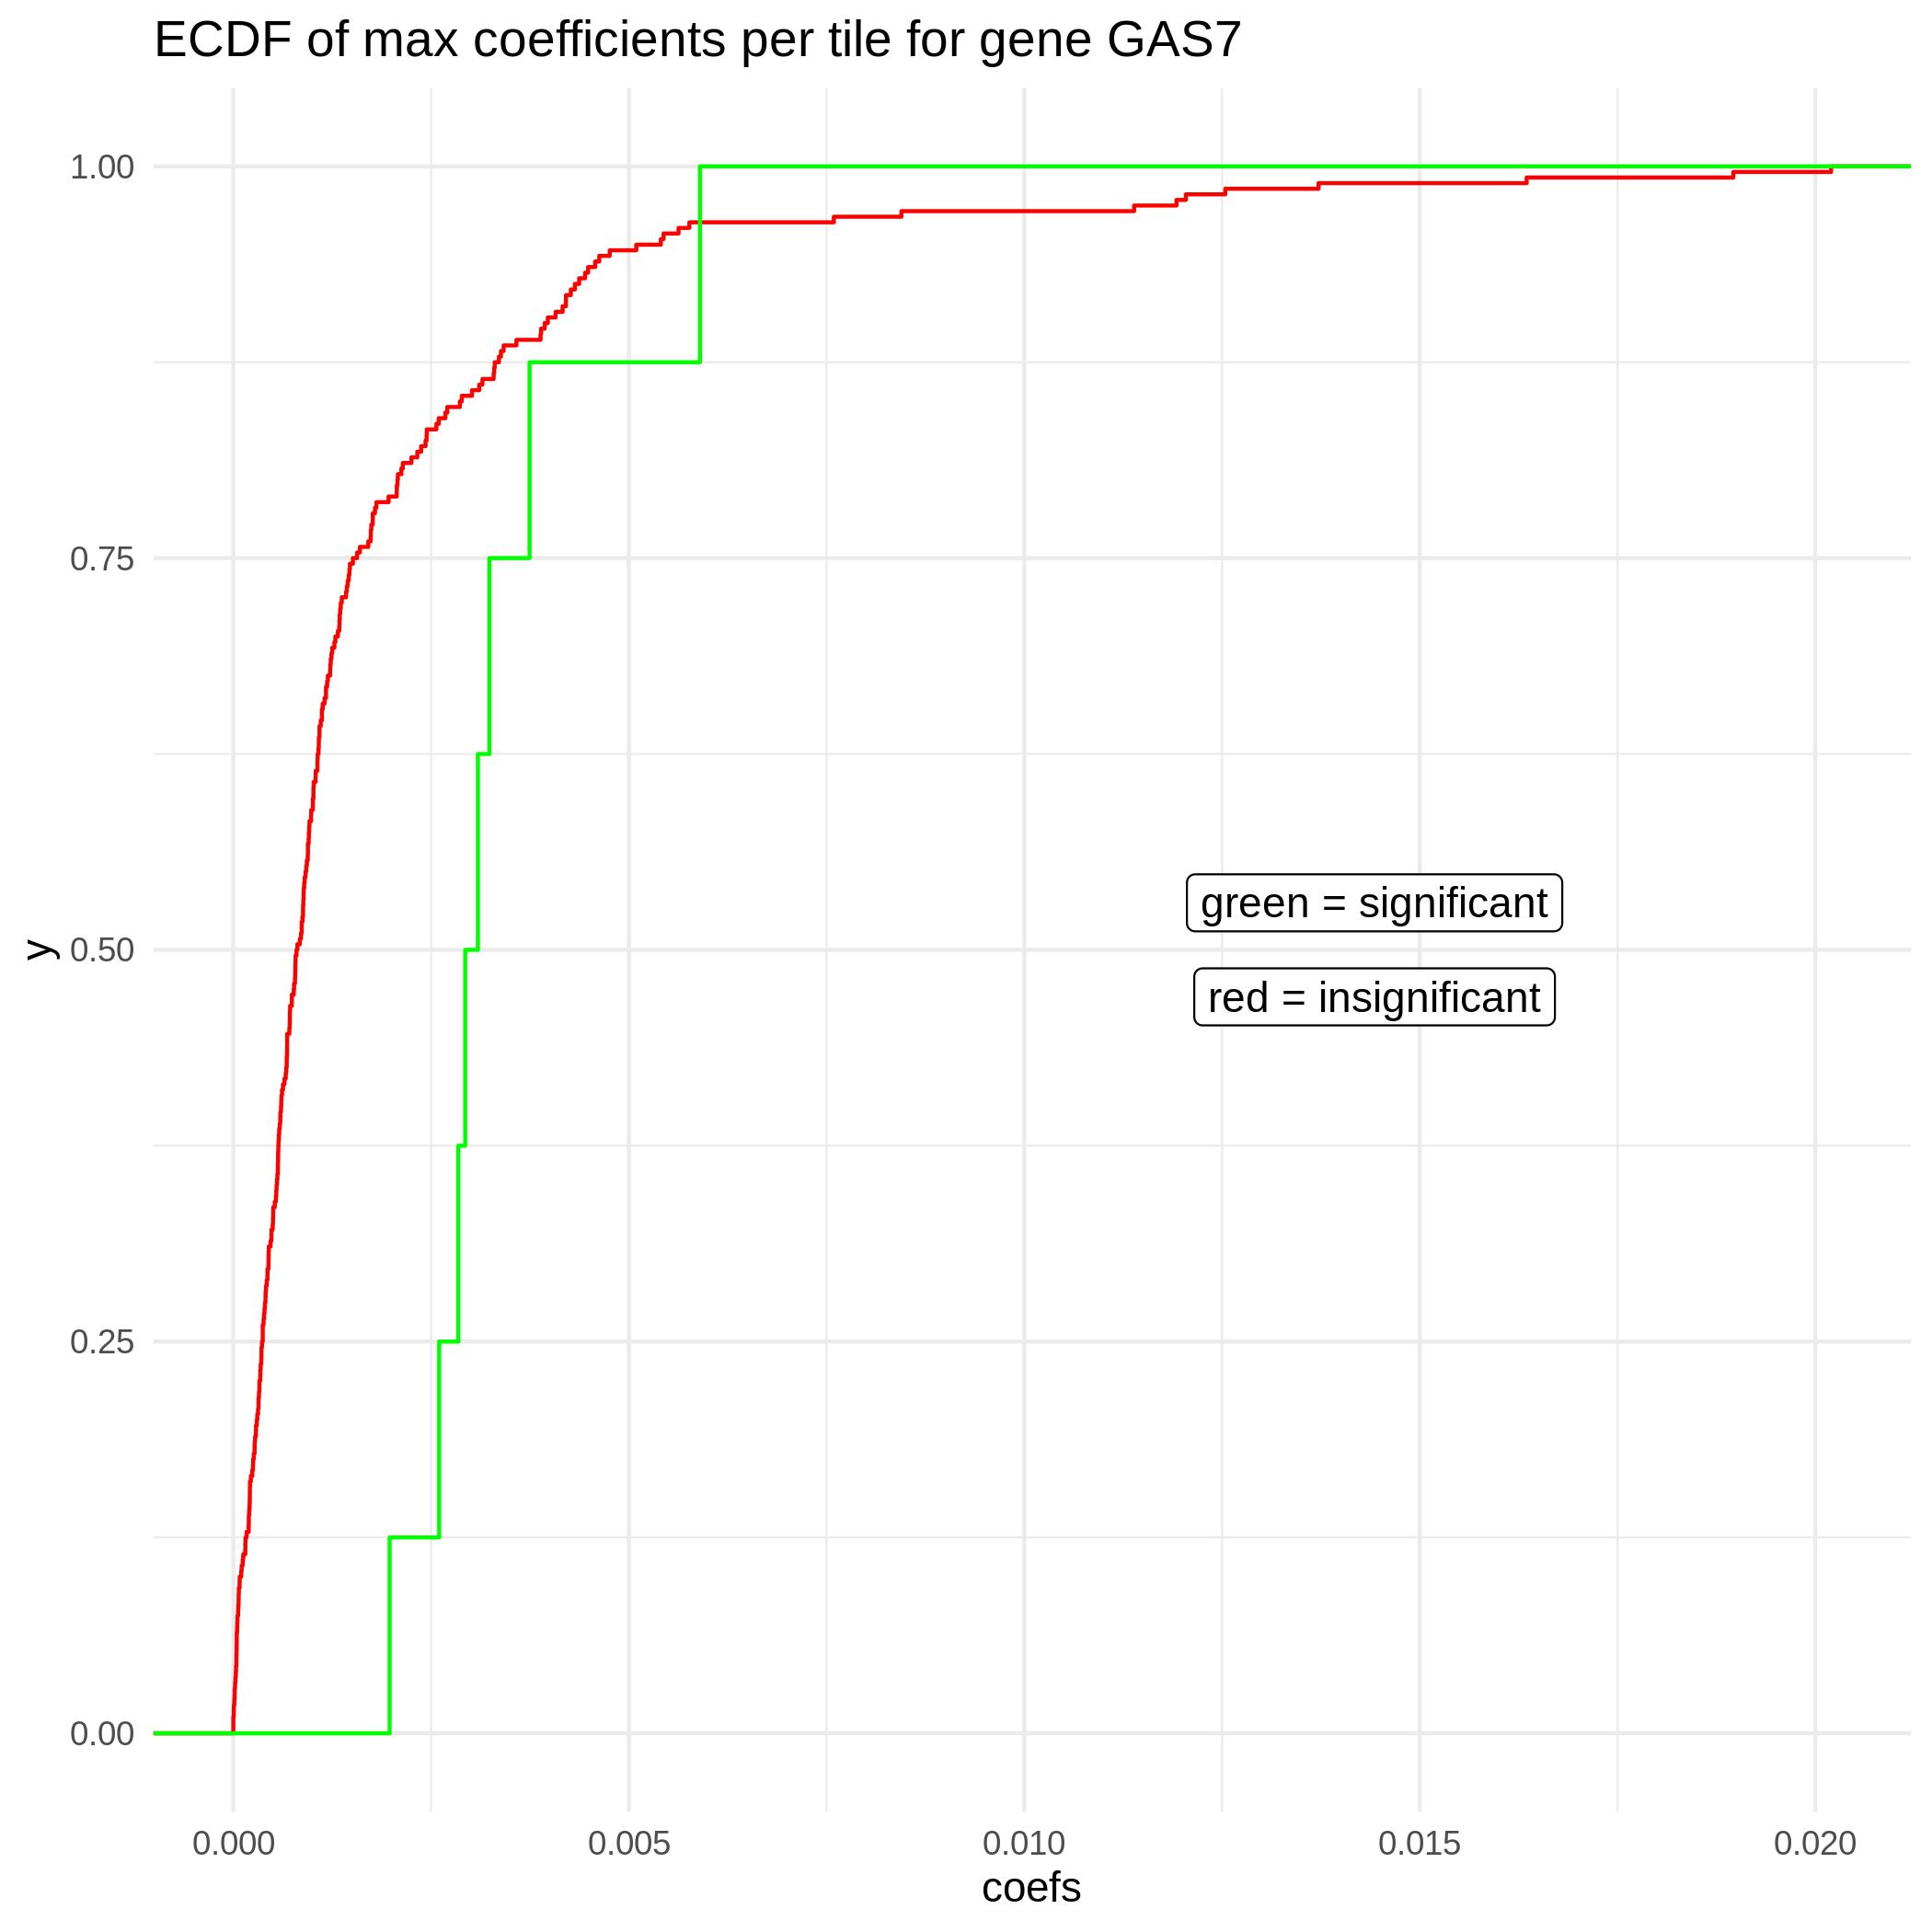 ECDF of max coefficients per tile for gene GAS7
1.00
0.75
0.50
0.25
0.00
y
green = significant
red = insignificant
0.000 0.005 0.010 0.015 0.020
coefs